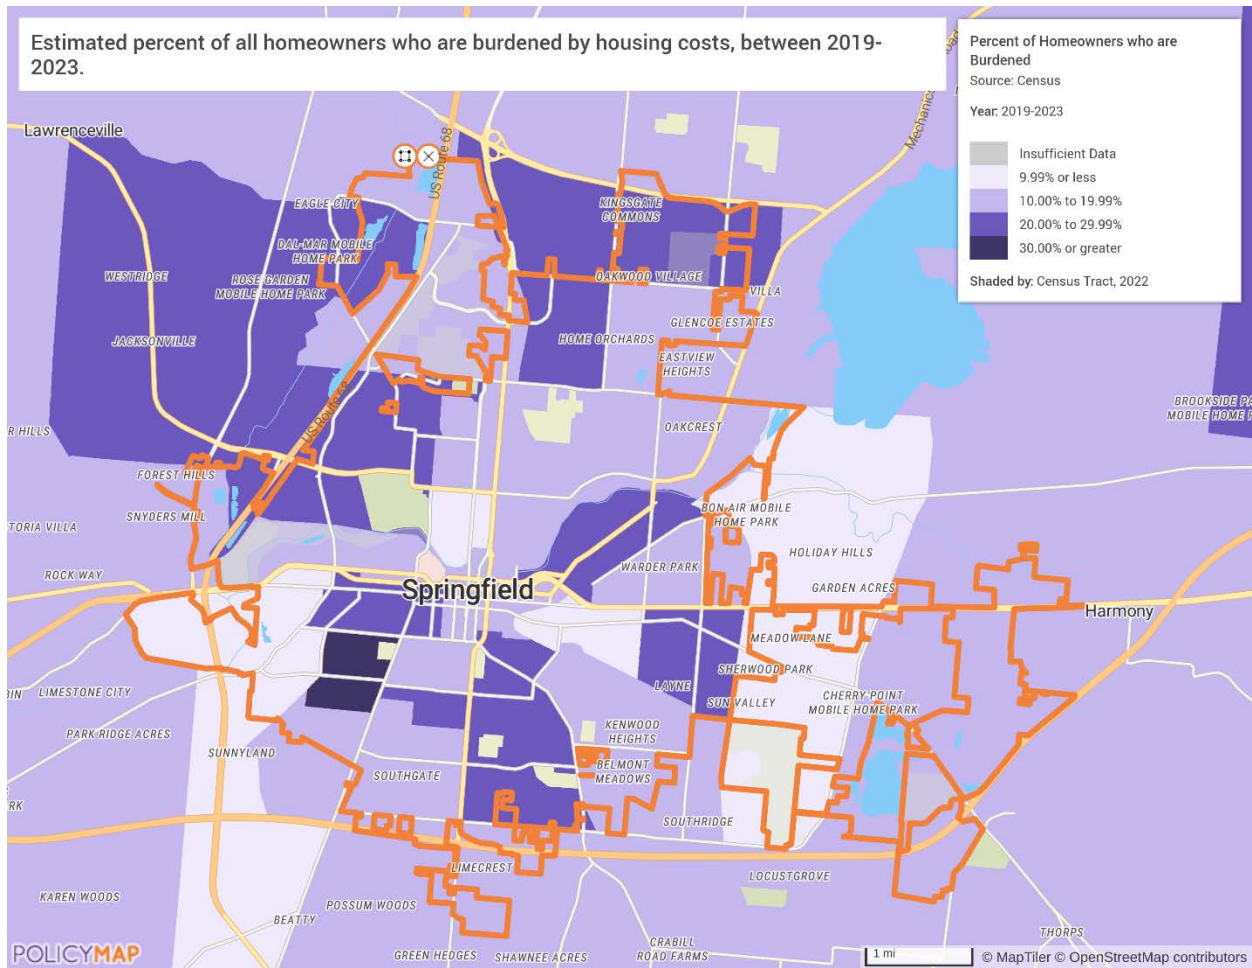 Estimated percent of all homeowners who are burdened by housing costs, between 2019-
2023.
Percent of Homeowners who are
Burdened
Source: Census
Year: 2019-2023
Insufficient Data
9.99% or less
10.00% to 19.99%
20.00% to 29.99%
30.00% or greater
Shaded by: Census Tract, 2022
Mechanics
Lawrenceville
US Route 68
EAGLE CITY
KINGSGATE
COMMONS
DAL-MAR MOBILE
HOME PARK
WESTRIDGE
ROSE GARDEN
MOBILE HOME PARK
OAKWOOD VILLAGE
VILLA
GLENCOE ESTATES
JACKSONVILLE
HOME ORCHARDS
EASTVIEW
HEIGHTS
US Route 68
BROOKSIDE PA
MOBILE HOME P
R HILLS
OAKCREST
FOREST HILLS
SNYDERS MILL
TORIA VILLA
BON AIR MOBILE
HOME PARK
HOLIDAY HILLS
ROCK WAY
WARDER PARK
Springfield
GARDEN ACRES
Harmony
MEADOW LANE
SHERWOOD PARK
BIN
LIMESTONE CITY
LAYNE
SUN VALLEY
CHERRY POINT
MOBILE HOME PARK
PARK RIDGE ACRES
SUNNYLAND
KENWOOD
HEIGHTS
SOUTHGATE
BELMONT
MEADOWS
RK
SOUTHRIDGE
LIMECREST
LOCUSTGROVE
KAREN WOODS
POSSUM WOODS
BEATTY
THORPS
GREEN HEDGES
SHAWNEE ACRES
CRABILL
ROAD FARMS
POLICYMAP
1 mi
© MapTiler © OpenStreetMap contributors